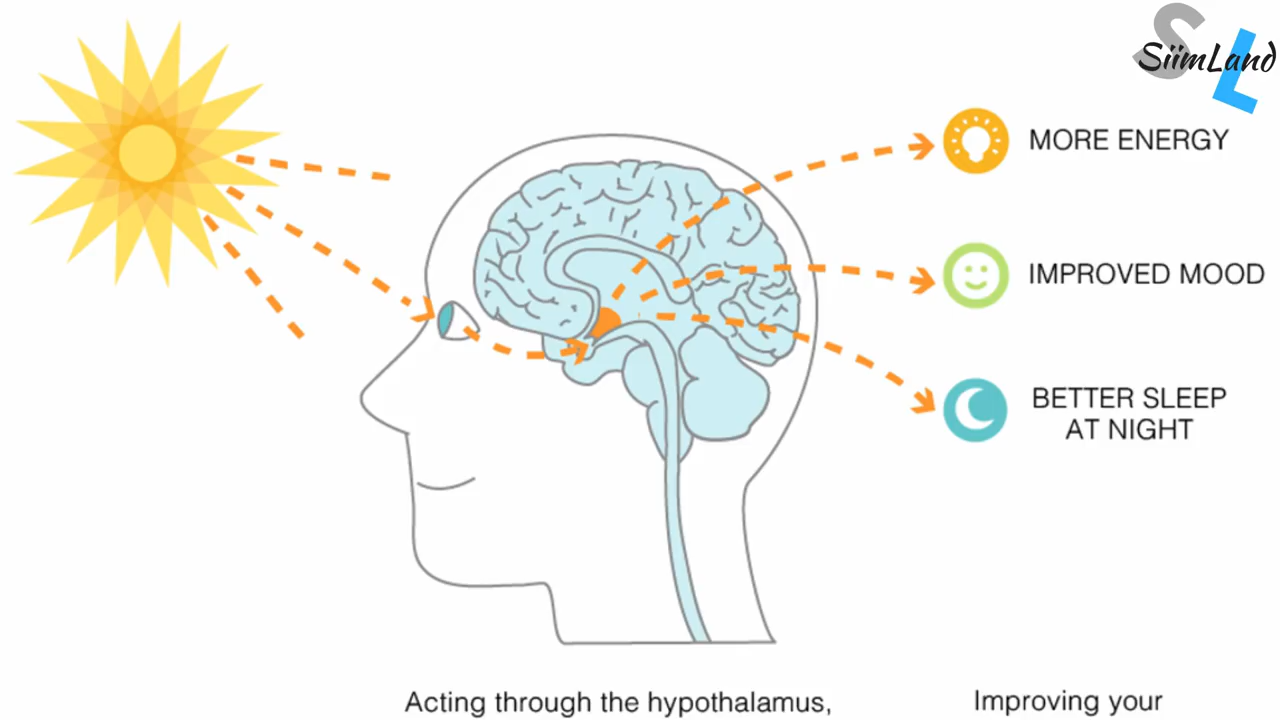 SiimLand
MORE ENERGY
IMPROVED MOOD
BETTER SLEEP
AT NIGHT
Acting through the hypothalamus,
Improving your